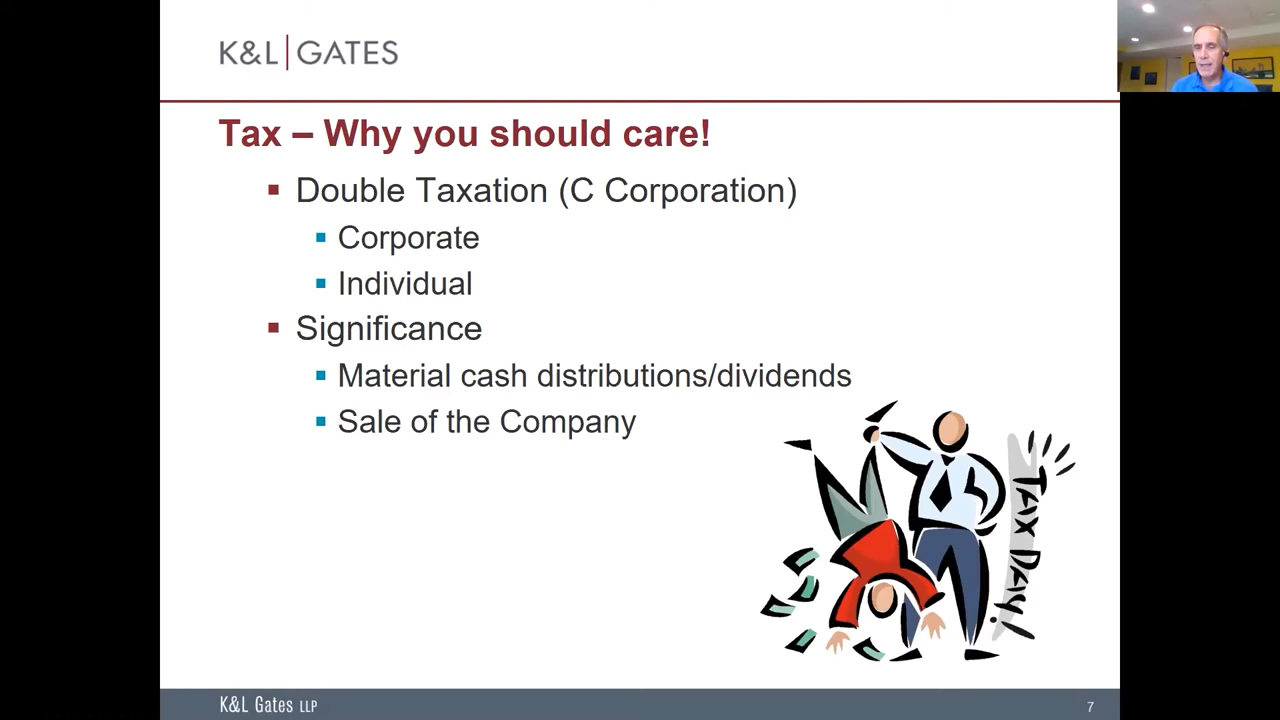 K&L|GATES
Tax – Why you should care!
▪ Double Taxation (C Corporation)
▪ Corporate
▪ Individual
▪ Significance
▪ Material cash distributions/dividends
▪ Sale of the Company
TAX DAY!
K&L Gates LLP
7